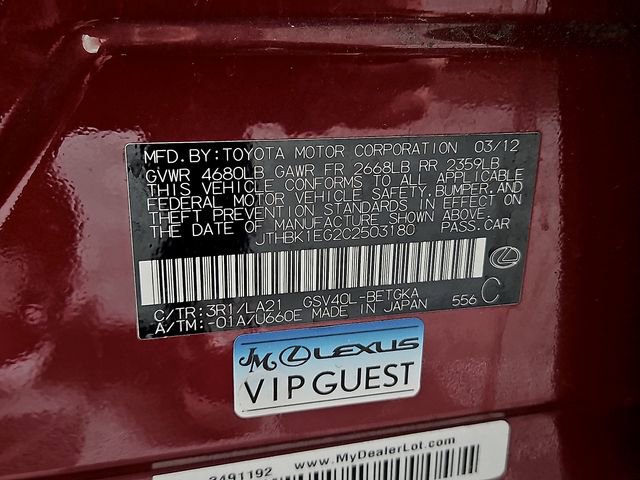 MFD. BY: TOYOTA MOTOR CORPORATION 03/12
GVWR 4680LB GAWR FR 2668LB RR 2359LB
THIS VEHICLE CONFORMS TO ALL APPLICABLE
FEDERAL MOTOR VEHICLE SAFETY, BUMPER, AND
THEFT PREVENTION STANDARDS IN EFFECT ON
THE DATE OF MANUFACTURE SHOWN ABOVE.
JTHBK1EG2C2503180 PASS. CAR
C/TR: 3R1/LA21 GSV40L-BETGKA 556 C
A/TM: -01A/U660E MADE IN JAPAN
JM LEXUS
VIP GUEST
3491192 www.MyDealerLot.com